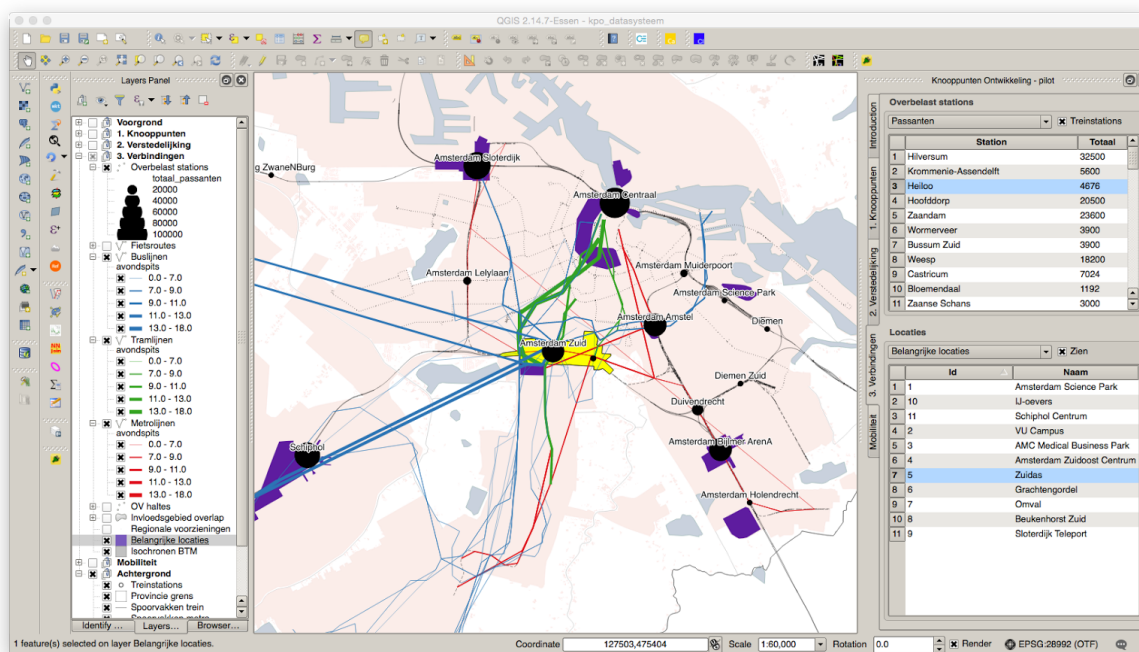 QGIS 2.14.7-Essen - kpo_datasysteem
Layers Panel
Voorgrond
1. Knooppunten
2. Verstedelijking
3. Verbindingen
Overbelast stations
totaal_passanten
20000
40000
60000
80000
100000
Fietsroutes
Buslijnen
avondspits
0.0 - 7.0
7.0 - 9.0
9.0 - 11.0
11.0 - 13.0
13.0 - 18.0
Tramlijnen
avondspits
0.0 - 7.0
7.0 - 9.0
9.0 - 11.0
11.0 - 13.0
13.0 - 18.0
Metrolijnen
avondspits
0.0 - 7.0
7.0 - 9.0
9.0 - 11.0
11.0 - 13.0
13.0 - 18.0
OV haltes
Invloedsgebied overlap
Regionale voorzieningen
Belangrijke locaties
Isochronen BTM
Mobiliteit
Achtergrond
Treinstations
Provincie grens
Spoorvakken trein
Identify ...
Layers...
Browser...
g ZwaneNBurg
Amsterdam Sloterdijk
Amsterdam Centraal
Amsterdam Lelylaan
Amsterdam Muiderpoort
Amsterdam Science Park
Amsterdam Amstel
Diemen
Amsterdam Zuid
Diemen Zuid
Duivendrecht
Schiphol
Amsterdam Bijlmer ArenA
Amsterdam Holendrecht
Introduction
1. Knooppunten
2. Verstedelijking
3. Verbindingen
Mobiliteit
Knooppunten Ontwikkeling - pilot
Overbelast stations
Passanten
Treinstations
Station Totaal
1 Hilversum 32500
2 Krommenie-Assendelft 5600
3 Heiloo 4676
4 Hoofddorp 20500
5 Zaandam 23600
6 Wormerveer 3900
7 Bussum Zuid 3900
8 Weesp 18200
9 Castricum 7024
10 Bloemendaal 1192
11 Zaanse Schans 3000
Locaties
Belangrijke locaties
Zien
Id Naam
1 1 Amsterdam Science Park
2 10 IJ-oevers
3 11 Schiphol Centrum
4 2 VU Campus
5 3 AMC Medical Business Park
6 4 Amsterdam Zuidoost Centrum
7 5 Zuidas
8 6 Grachtengordel
9 7 Omval
10 8 Beukenhorst Zuid
11 9 Sloterdijk Teleport
1 feature(s) selected on layer Belangrijke locaties.
Coordinate 127503,475404 Scale 1:60,000 Rotation 0.0 Render EPSG:28992 (OTF)